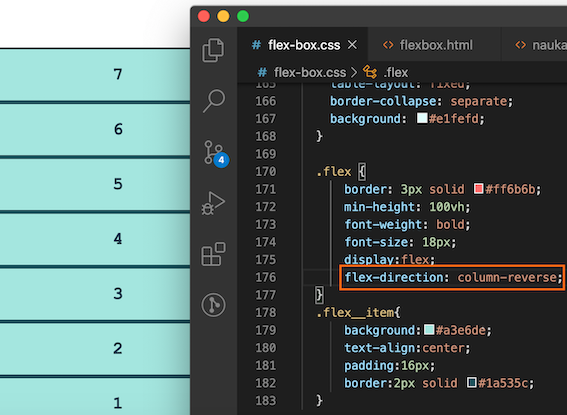 7
6
5
4
3
2
1
4
# flex-box.css ×
<> flexbox.html
<> nauka
# flex-box.css > .flex
table-layout: fixed;
166 border-collapse: separate;
167 background: #e1fefd;
168 }
169
170 .flex {
171 border: 3px solid #ff6b6b;
172 min-height: 100vh;
173 font-weight: bold;
174 font-size: 18px;
175 display:flex;
176 flex-direction: column-reverse;
177 }
178 .flex__item{
179 background:#a3e6de;
180 text-align:center;
181 padding:16px;
182 border:2px solid #1a535c;
183 }